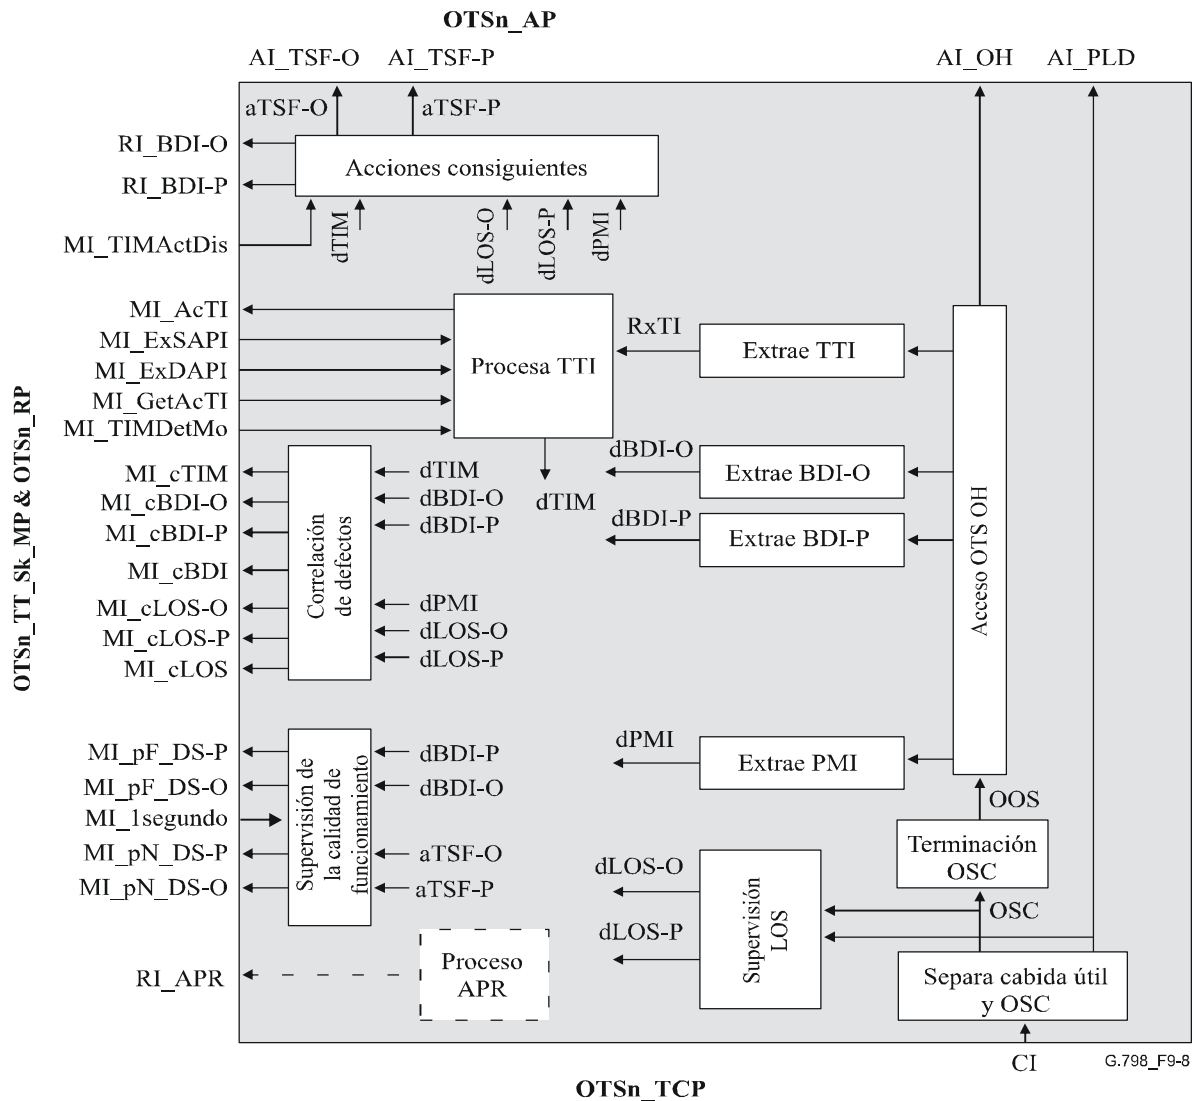 OTSn_AP
AI_TSF-O
AI_TSF-P
AI_OH
AI_PLD
aTSF-O
aTSF-P
RI_BDI-O
RI_BDI-P
Acciones consiguientes
MI_TIMActDis
dTIM
dLOS-O
dLOS-P
dPMI
MI_AcTI
MI_ExSAPI
MI_ExDAPI
MI_GetAcTI
MI_TIMDetMo
Procesa TTI
RxTI
Extrae TTI
dTIM
dBDI-O
Extrae BDI-O
dBDI-P
Extrae BDI-P
Acceso OTS OH
OTSn_TT_Sk_MP & OTSn_RP
MI_cTIM
MI_cBDI-O
MI_cBDI-P
MI_cBDI
MI_cLOS-O
MI_cLOS-P
MI_cLOS
Correlación
de defectos
dTIM
dBDI-O
dBDI-P
dPMI
dLOS-O
dLOS-P
MI_pF_DS-P
MI_pF_DS-O
MI_1segundo
MI_pN_DS-P
MI_pN_DS-O
Supervisión de
la calidad de
funcionamiento
dBDI-P
dBDI-O
aTSF-O
aTSF-P
dPMI
Extrae PMI
OOS
Terminación
OSC
OSC
dLOS-O
dLOS-P
Supervisión
LOS
RI_APR
Proceso
APR
Separa cabida útil
y OSC
CI
G.798_F9-8
OTSn_TCP